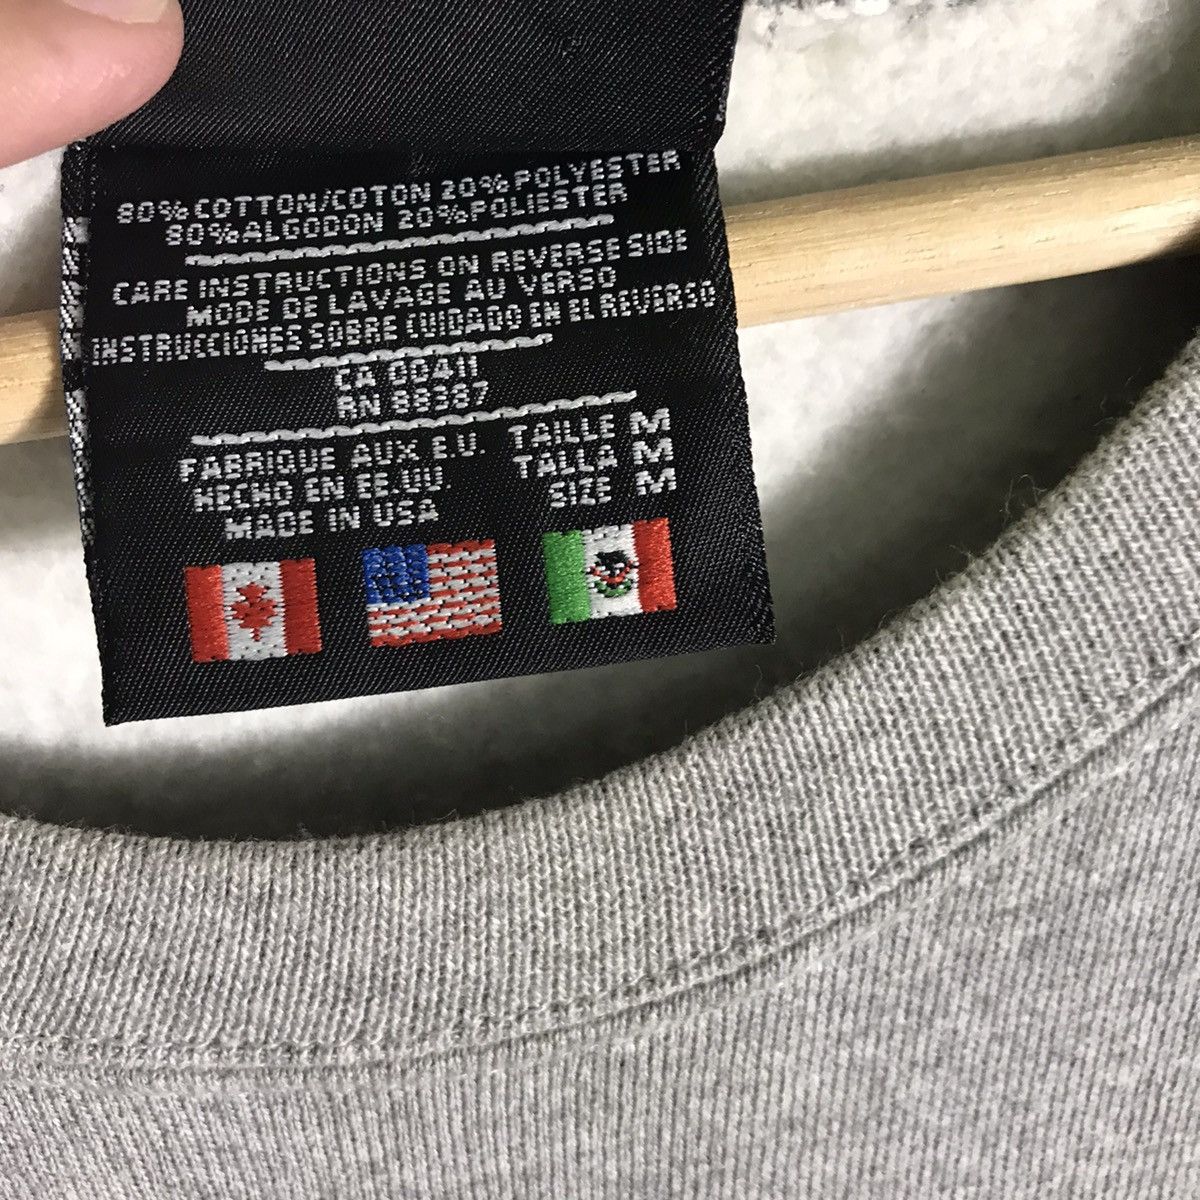 80% COTTON/COTON 20% POLYESTER
80% ALGODON 20% POLIESTER
CARE INSTRUCTIONS ON REVERSE SIDE
MODE DE LAVAGE AU VERSO
INSTRUCCIONES SOBRE CUIDADO EN EL REVERSO
CA 00411
RN 88387
FABRIQUE AUX E.U.
HECHO EN EE.UU.
MADE IN USA
TAILLE M
TALLA M
SIZE M